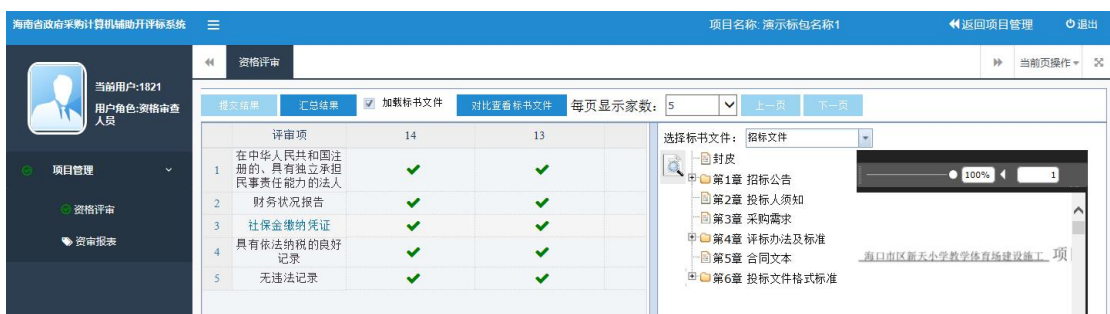 海南省政府采购计算机辅助开评标系统
项目名称: 演示标包名称1
返回项目管理
退出
当前用户:1821
用户角色:资格审查人员
项目管理
资格评审
资审报表
资格评审
当前页操作
提交结果
汇总结果
加载标书文件
对比查看标书文件
每页显示家数:
5
上一页
下一页
评审项
14
13
1
在中华人民共和国注
册的、具有独立承担
民事责任能力的法人
2
财务状况报告
3
社保金缴纳凭证
4
具有依法纳税的良好
记录
5
无违法记录
选择标书文件:
招标文件
封皮
第1章 招标公告
第2章 投标人须知
第3章 采购需求
第4章 评标办法及标准
第5章 合同文本
第6章 投标文件格式标准
100%
1
海口市区新天小学教学体育场建设施工 项